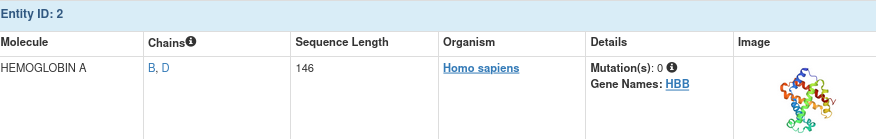 Entity ID: 2
Molecule Chains Sequence Length Organism Details Image
HEMOGLOBIN A B, D 146 Homo sapiens Mutation(s): 0
Gene Names: HBB